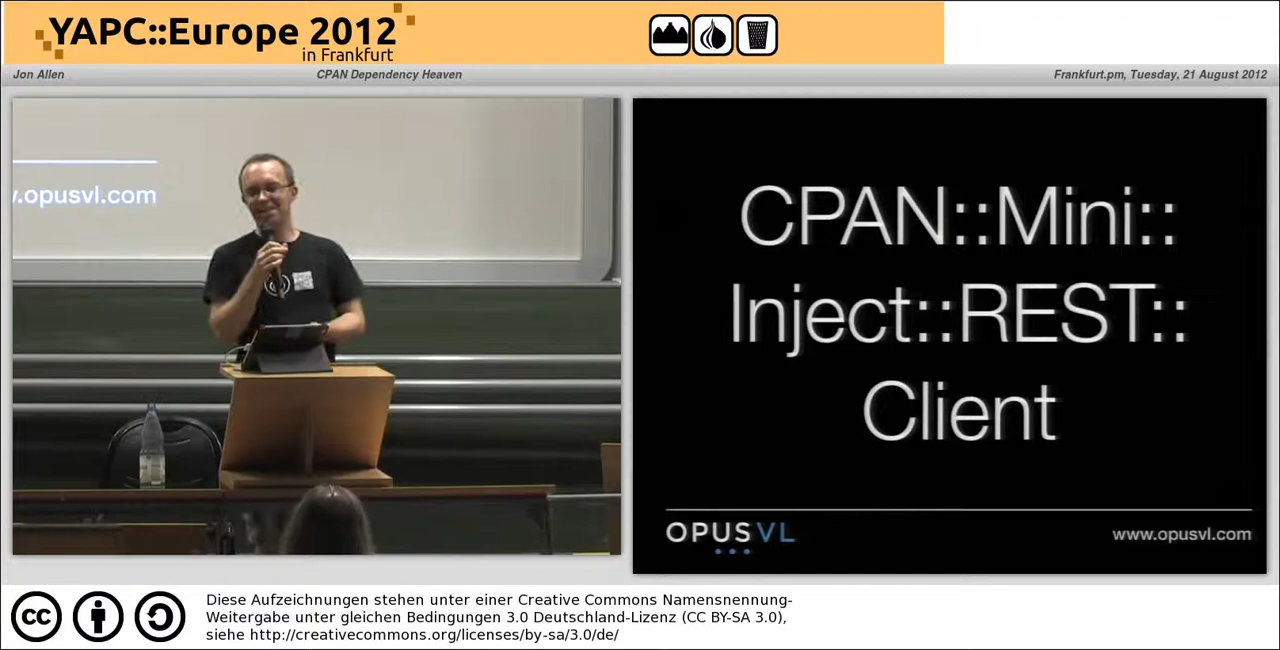 YAPC::Europe 2012
in Frankfurt
Jon Allen
CPAN Dependency Heaven
Frankfurt.pm, Tuesday, 21 August 2012
.opusvl.com
CPAN::Mini::
Inject::REST::
Client
OPUSVL
www.opusvl.com
cc
Diese Aufzeichnungen stehen unter einer Creative Commons Namensnennung-
Weitergabe unter gleichen Bedingungen 3.0 Deutschland-Lizenz (CC BY-SA 3.0),
siehe http://creativecommons.org/licenses/by-sa/3.0/de/